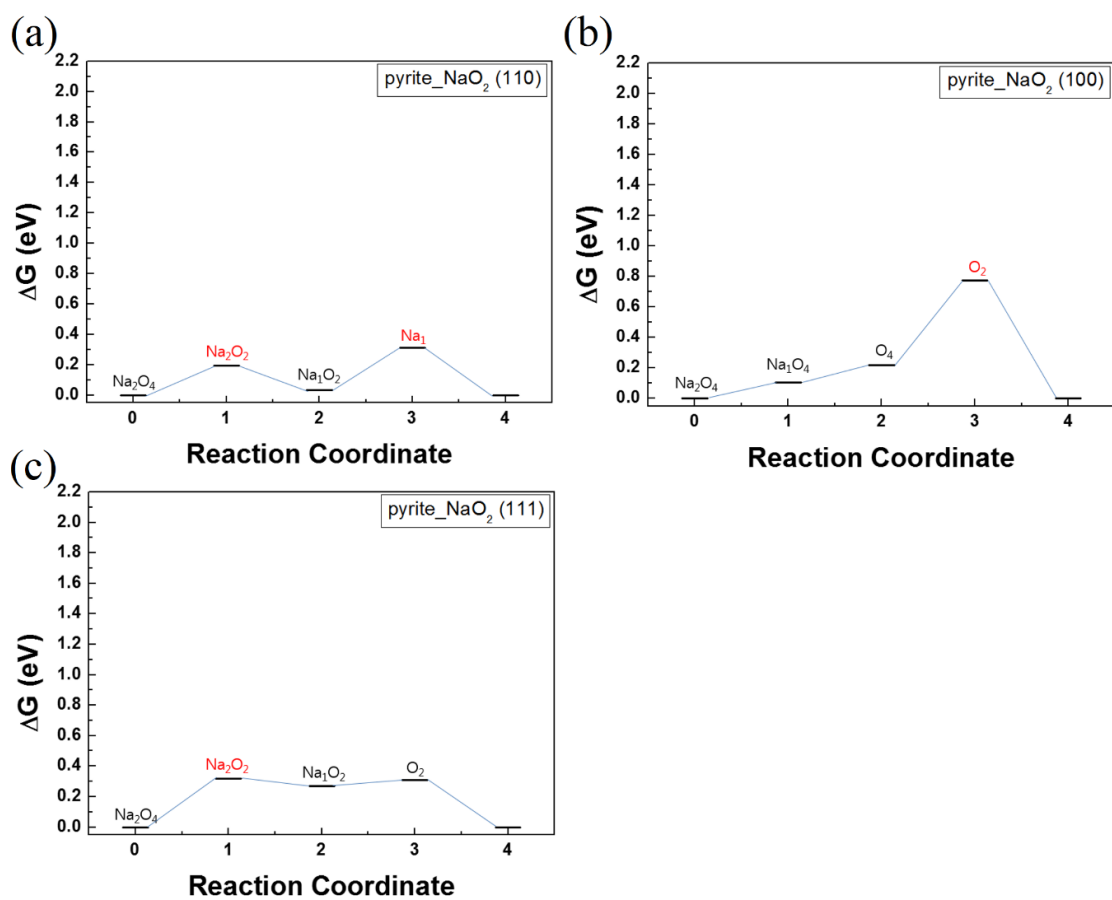 (a)
pyrite_NaO₂ (110)
2.2
2.0
1.8
1.6
1.4
1.2
1.0
0.8
0.6
0.4
0.2
0.0
ΔG (eV)
Na₂O₄
Na₂O₂
Na₁O₂
Na₁
0 1 2 3 4
Reaction Coordinate
(b)
pyrite_NaO₂ (100)
2.2
2.0
1.8
1.6
1.4
1.2
1.0
0.8
0.6
0.4
0.2
0.0
ΔG (eV)
Na₂O₄
Na₁O₄
O₄
O₂
0 1 2 3 4
Reaction Coordinate
(c)
pyrite_NaO₂ (111)
2.2
2.0
1.8
1.6
1.4
1.2
1.0
0.8
0.6
0.4
0.2
0.0
ΔG (eV)
Na₂O₄
Na₂O₂
Na₁O₂
O₂
0 1 2 3 4
Reaction Coordinate